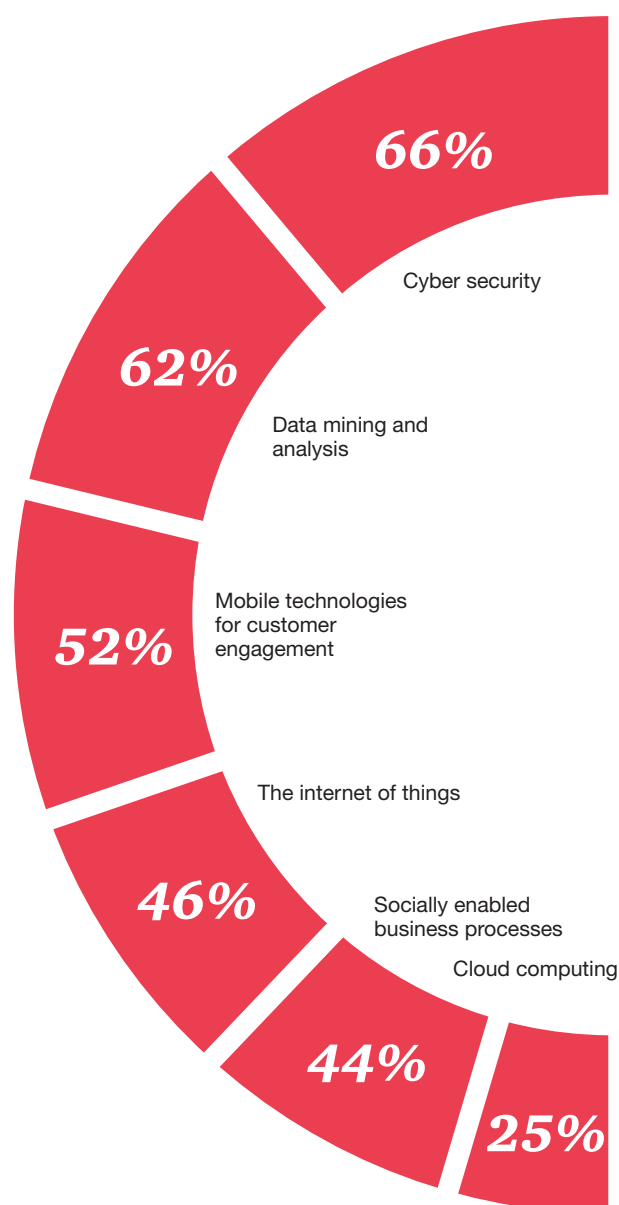 66%
Cyber security
62%
Data mining and
analysis
52%
Mobile technologies
for customer
engagement
46%
The internet of things
44%
Socially enabled
business processes
25%
Cloud computing